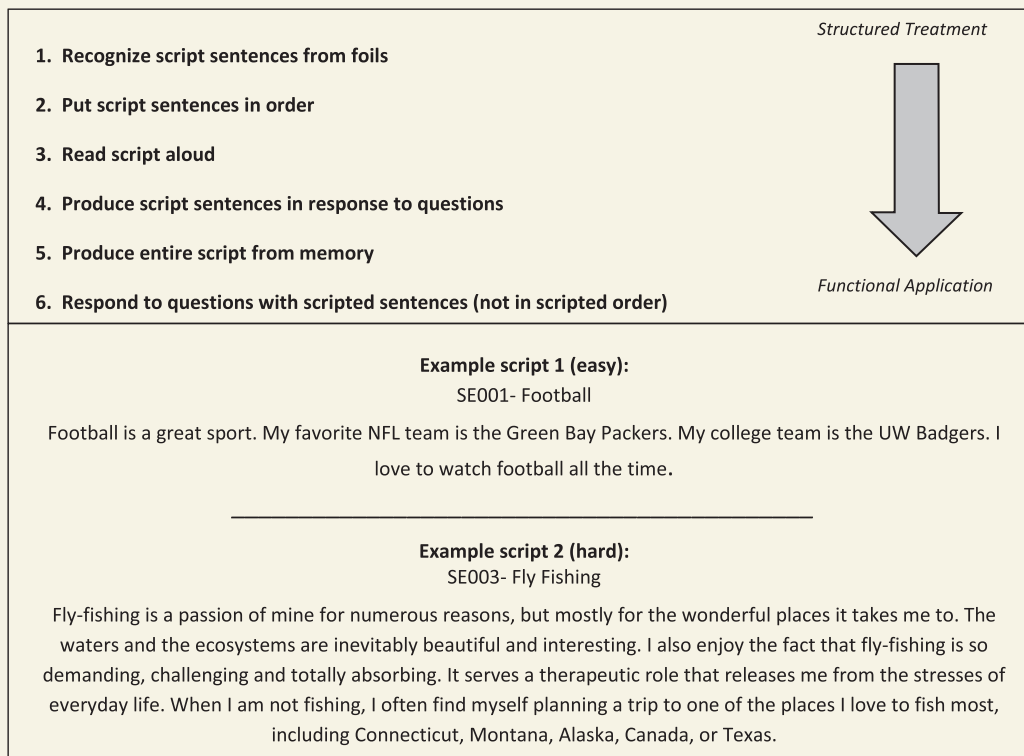 Structured Treatment
1. Recognize script sentences from foils
2. Put script sentences in order
3. Read script aloud
4. Produce script sentences in response to questions
5. Produce entire script from memory
Functional Application
6. Respond to questions with scripted sentences (not in scripted order)
Example script 1 (easy):
SE001- Football
Football is a great sport. My favorite NFL team is the Green Bay Packers. My college team is the UW Badgers. I
love to watch football all the time.
Example script 2 (hard):
SE003- Fly Fishing
Fly-fishing is a passion of mine for numerous reasons, but mostly for the wonderful places it takes me to. The
waters and the ecosystems are inevitably beautiful and interesting. I also enjoy the fact that fly-fishing is so
demanding, challenging and totally absorbing. It serves a therapeutic role that releases me from the stresses of
everyday life. When I am not fishing, I often find myself planning a trip to one of the places I love to fish most,
including Connecticut, Montana, Alaska, Canada, or Texas.